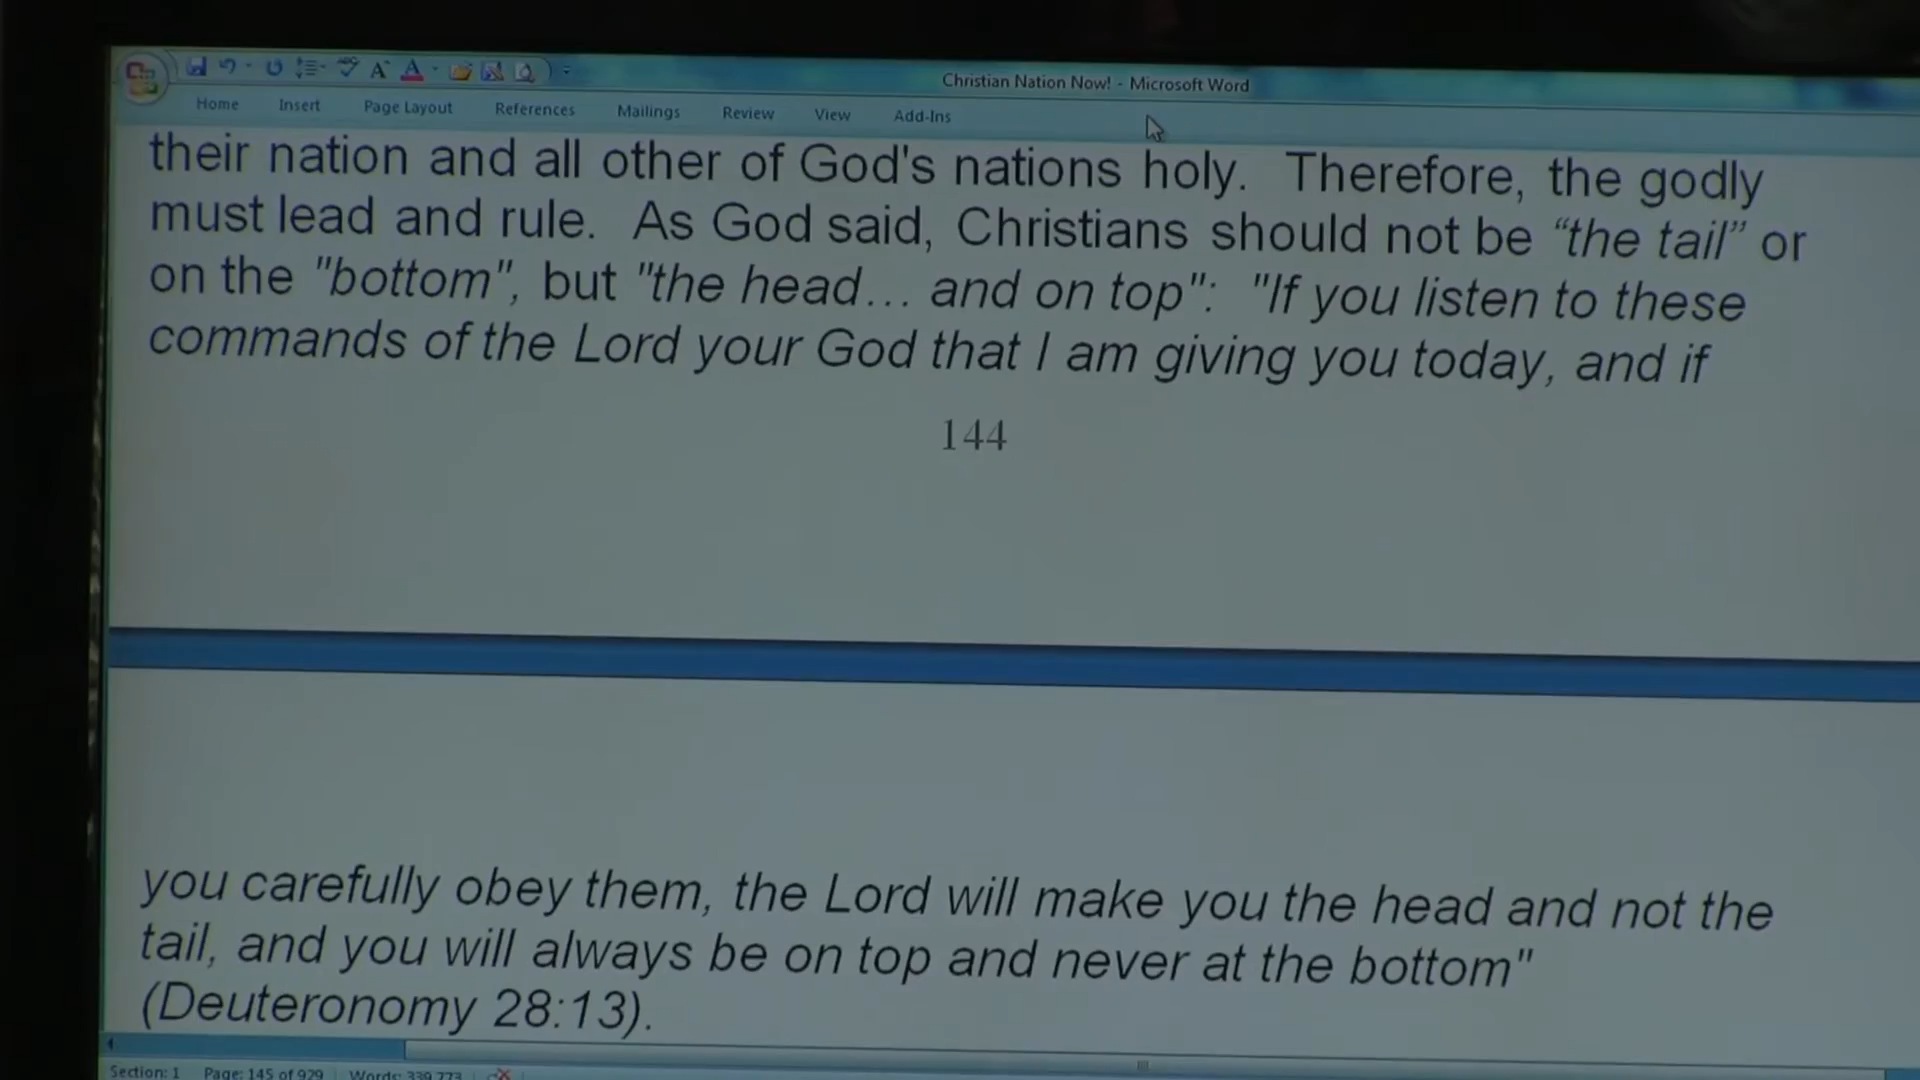 Christian Nation Now! - Microsoft Word
Home Insert Page Layout References Mailings Review View Add-Ins
their nation and all other of God's nations holy. Therefore, the godly
must lead and rule. As God said, Christians should not be “the tail” or
on the "bottom", but "the head... and on top": "If you listen to these
commands of the Lord your God that I am giving you today, and if
144
you carefully obey them, the Lord will make you the head and not the
tail, and you will always be on top and never at the bottom"
(Deuteronomy 28:13).
Section: 1 Page: 145 of 929 Words: 339,773